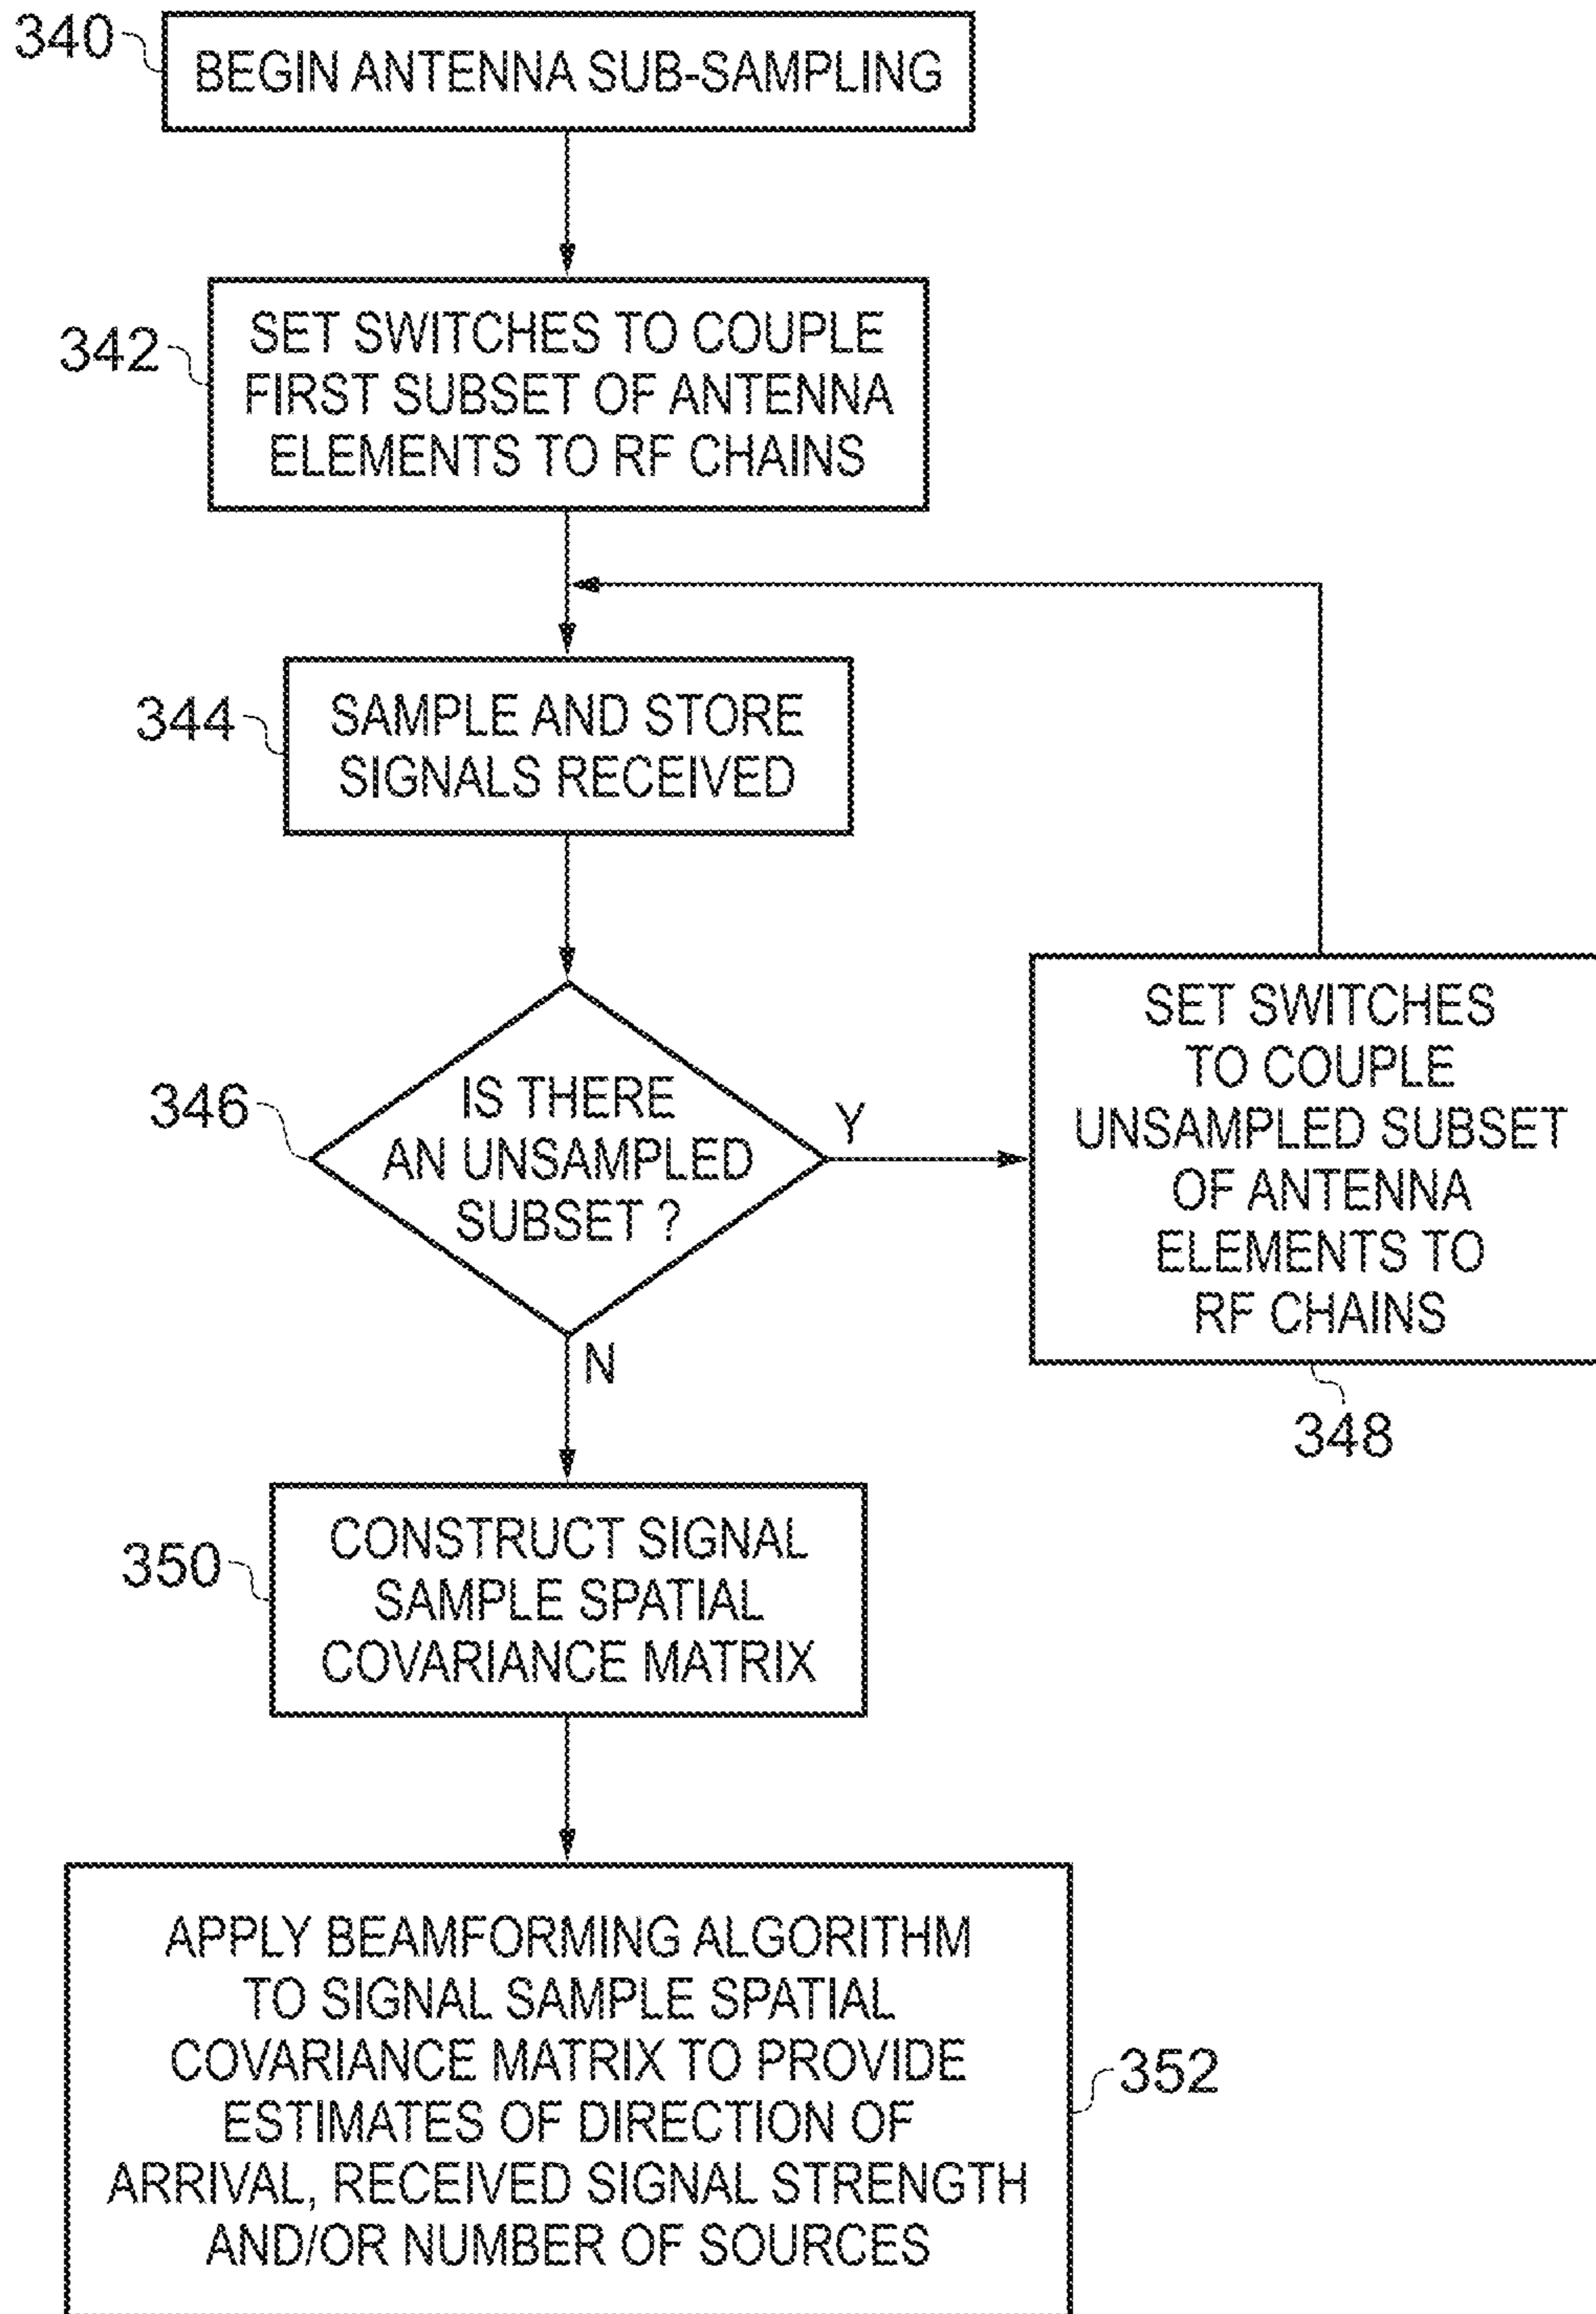 340
BEGIN ANTENNA SUB-SAMPLING
342
SET SWITCHES TO COUPLE
FIRST SUBSET OF ANTENNA
ELEMENTS TO RF CHAINS
344
SAMPLE AND STORE
SIGNALS RECEIVED
346
IS THERE
AN UNSAMPLED
SUBSET ?
Y
N
SET SWITCHES
TO COUPLE
UNSAMPLED SUBSET
OF ANTENNA
ELEMENTS TO
RF CHAINS
348
350
CONSTRUCT SIGNAL
SAMPLE SPATIAL
COVARIANCE MATRIX
APPLY BEAMFORMING ALGORITHM
TO SIGNAL SAMPLE SPATIAL
COVARIANCE MATRIX TO PROVIDE
ESTIMATES OF DIRECTION OF
ARRIVAL, RECEIVED SIGNAL STRENGTH
AND/OR NUMBER OF SOURCES
352